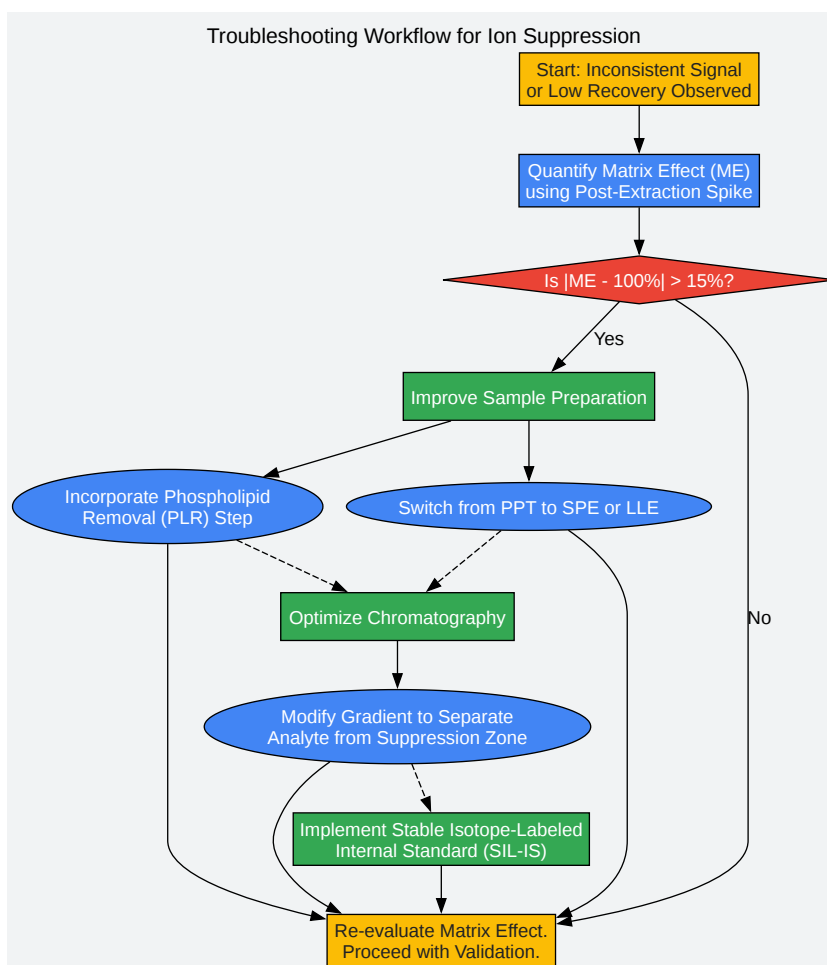 Troubleshooting Workflow for Ion Suppression
Start: Inconsistent Signal
or Low Recovery Observed
Quantify Matrix Effect (ME)
using Post-Extraction Spike
Is |ME - 100%| > 15%?
Yes
Improve Sample Preparation
Incorporate Phospholipid
Removal (PLR) Step
Switch from PPT to SPE or LLE
Optimize Chromatography
No
Modify Gradient to Separate
Analyte from Suppression Zone
Implement Stable Isotope-Labeled
Internal Standard (SIL-IS)
Re-evaluate Matrix Effect.
Proceed with Validation.